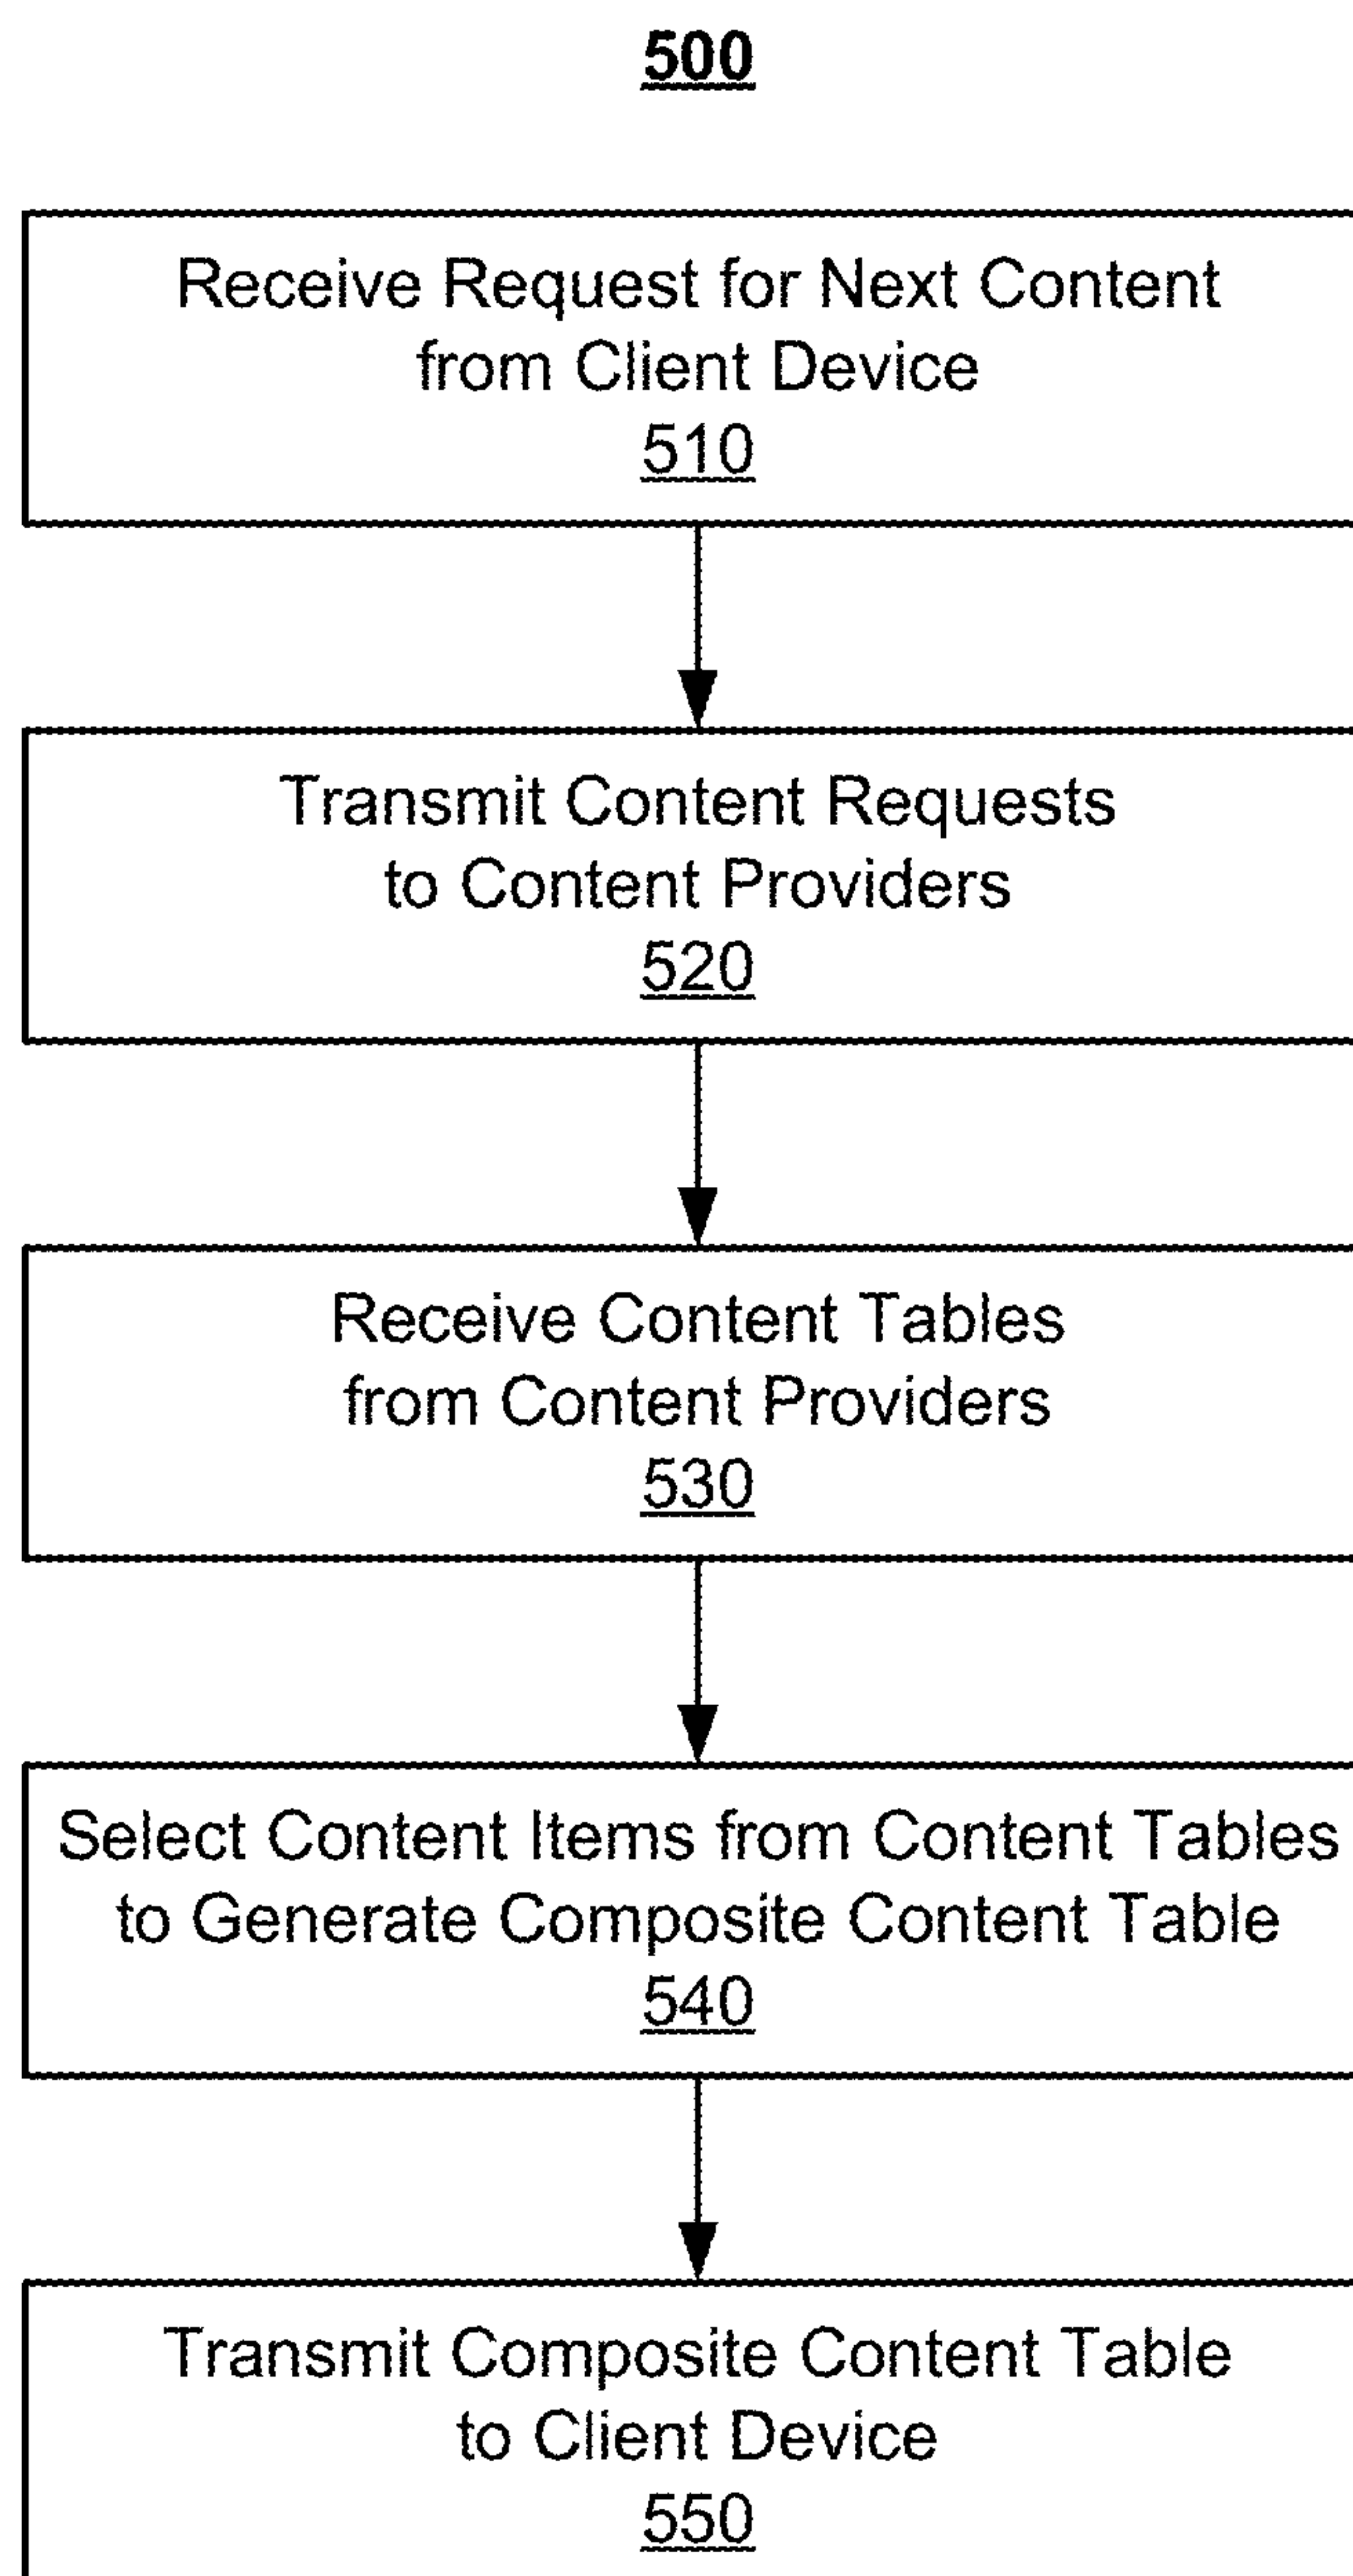 500
Receive Request for Next Content
from Client Device
510
Transmit Content Requests
to Content Providers
520
Receive Content Tables
from Content Providers
530
Select Content Items from Content Tables
to Generate Composite Content Table
540
Transmit Composite Content Table
to Client Device
550